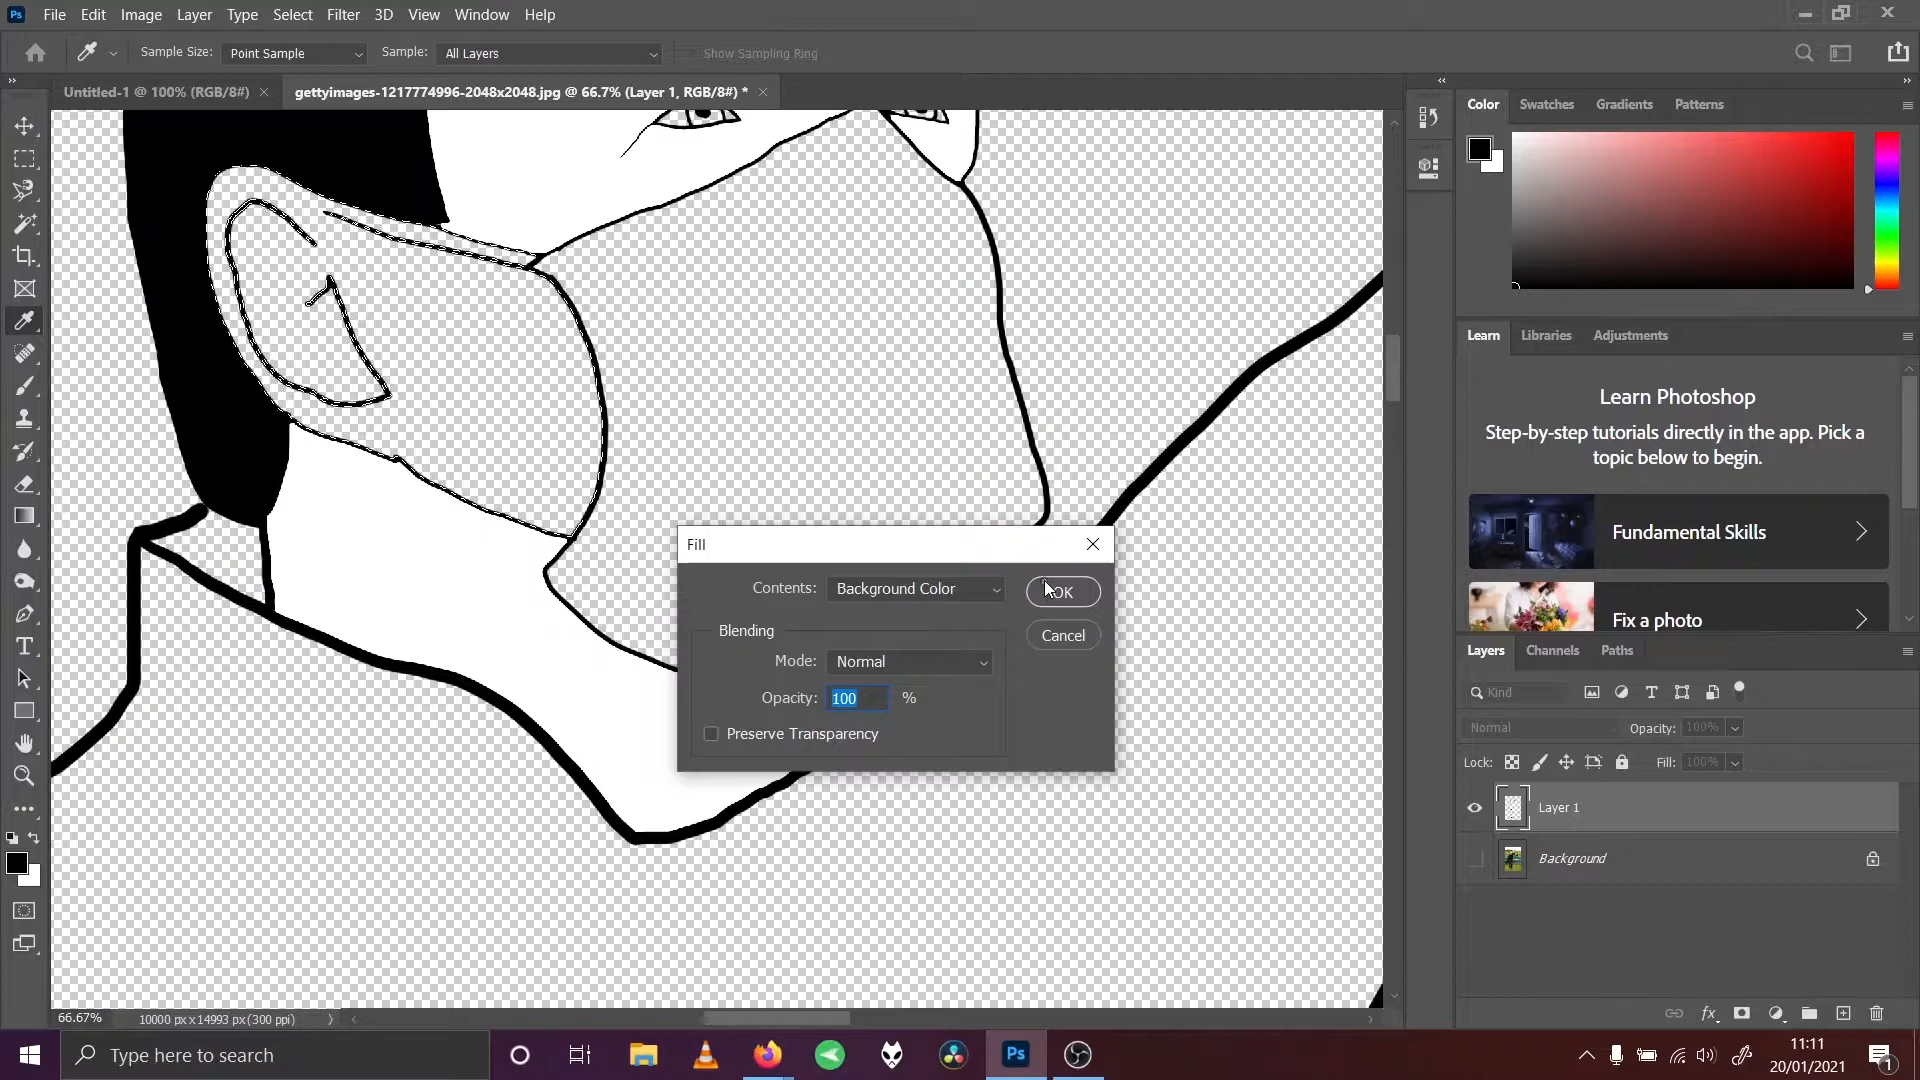 Ps File Edit Image Layer Type Select Filter 3D View Window Help
Sample Size: Point Sample Sample: All Layers Show Sampling Ring
Untitled-1 @ 100% (RGB/8#) gettyimages-1217774996-2048x2048.jpg @ 66.7% (Layer 1, RGB/8#) *
Color Swatches Gradients Patterns
Learn Libraries Adjustments
Learn Photoshop
Step-by-step tutorials directly in the app. Pick a
topic below to begin.
Fundamental Skills
Fix a photo
Fill
Contents: Background Color OK
Blending Cancel
Mode: Normal
Opacity: 100 %
Preserve Transparency
Layers Channels Paths
Kind
Normal Opacity: 100%
Lock: Fill: 100%
Layer 1
Background
fx
66.67% 10000 px x 14993 px (300 ppi)
Type here to search
Ps
11:11
20/01/2021
1